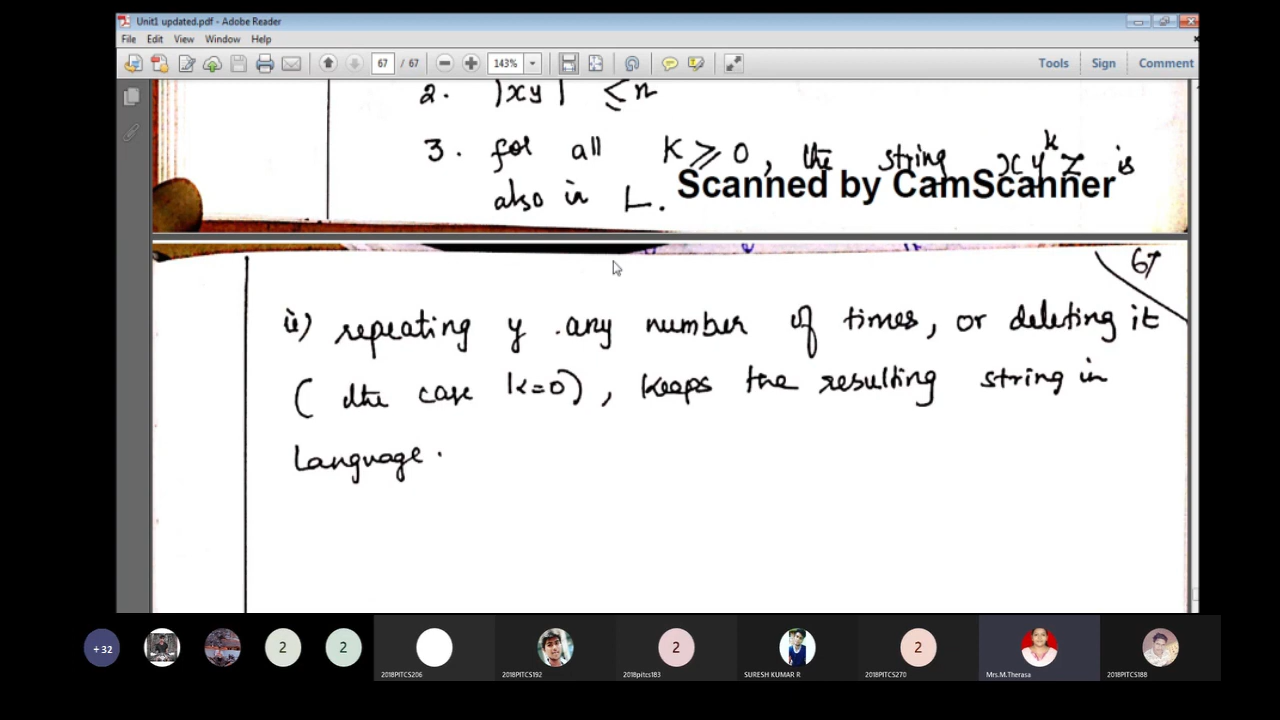 Unit1 updated.pdf - Adobe Reader
File Edit View Window Help
67 / 67 143% Tools Sign Comment
2. |xy| ≤ n
3. for all K ≥ 0, the string xy^k z is
also in L.
Scanned by CamScanner
67
ie) repeating y any number of times, or deleting it
( the case k=0), keeps the resulting string in
Language.
+32 2 2 2 2
2018PITCS206 2018PITCS192 2018pitcs183 SURESH KUMAR R 2018PITCS270 Mrs.M.Therasa 2018PITCS188